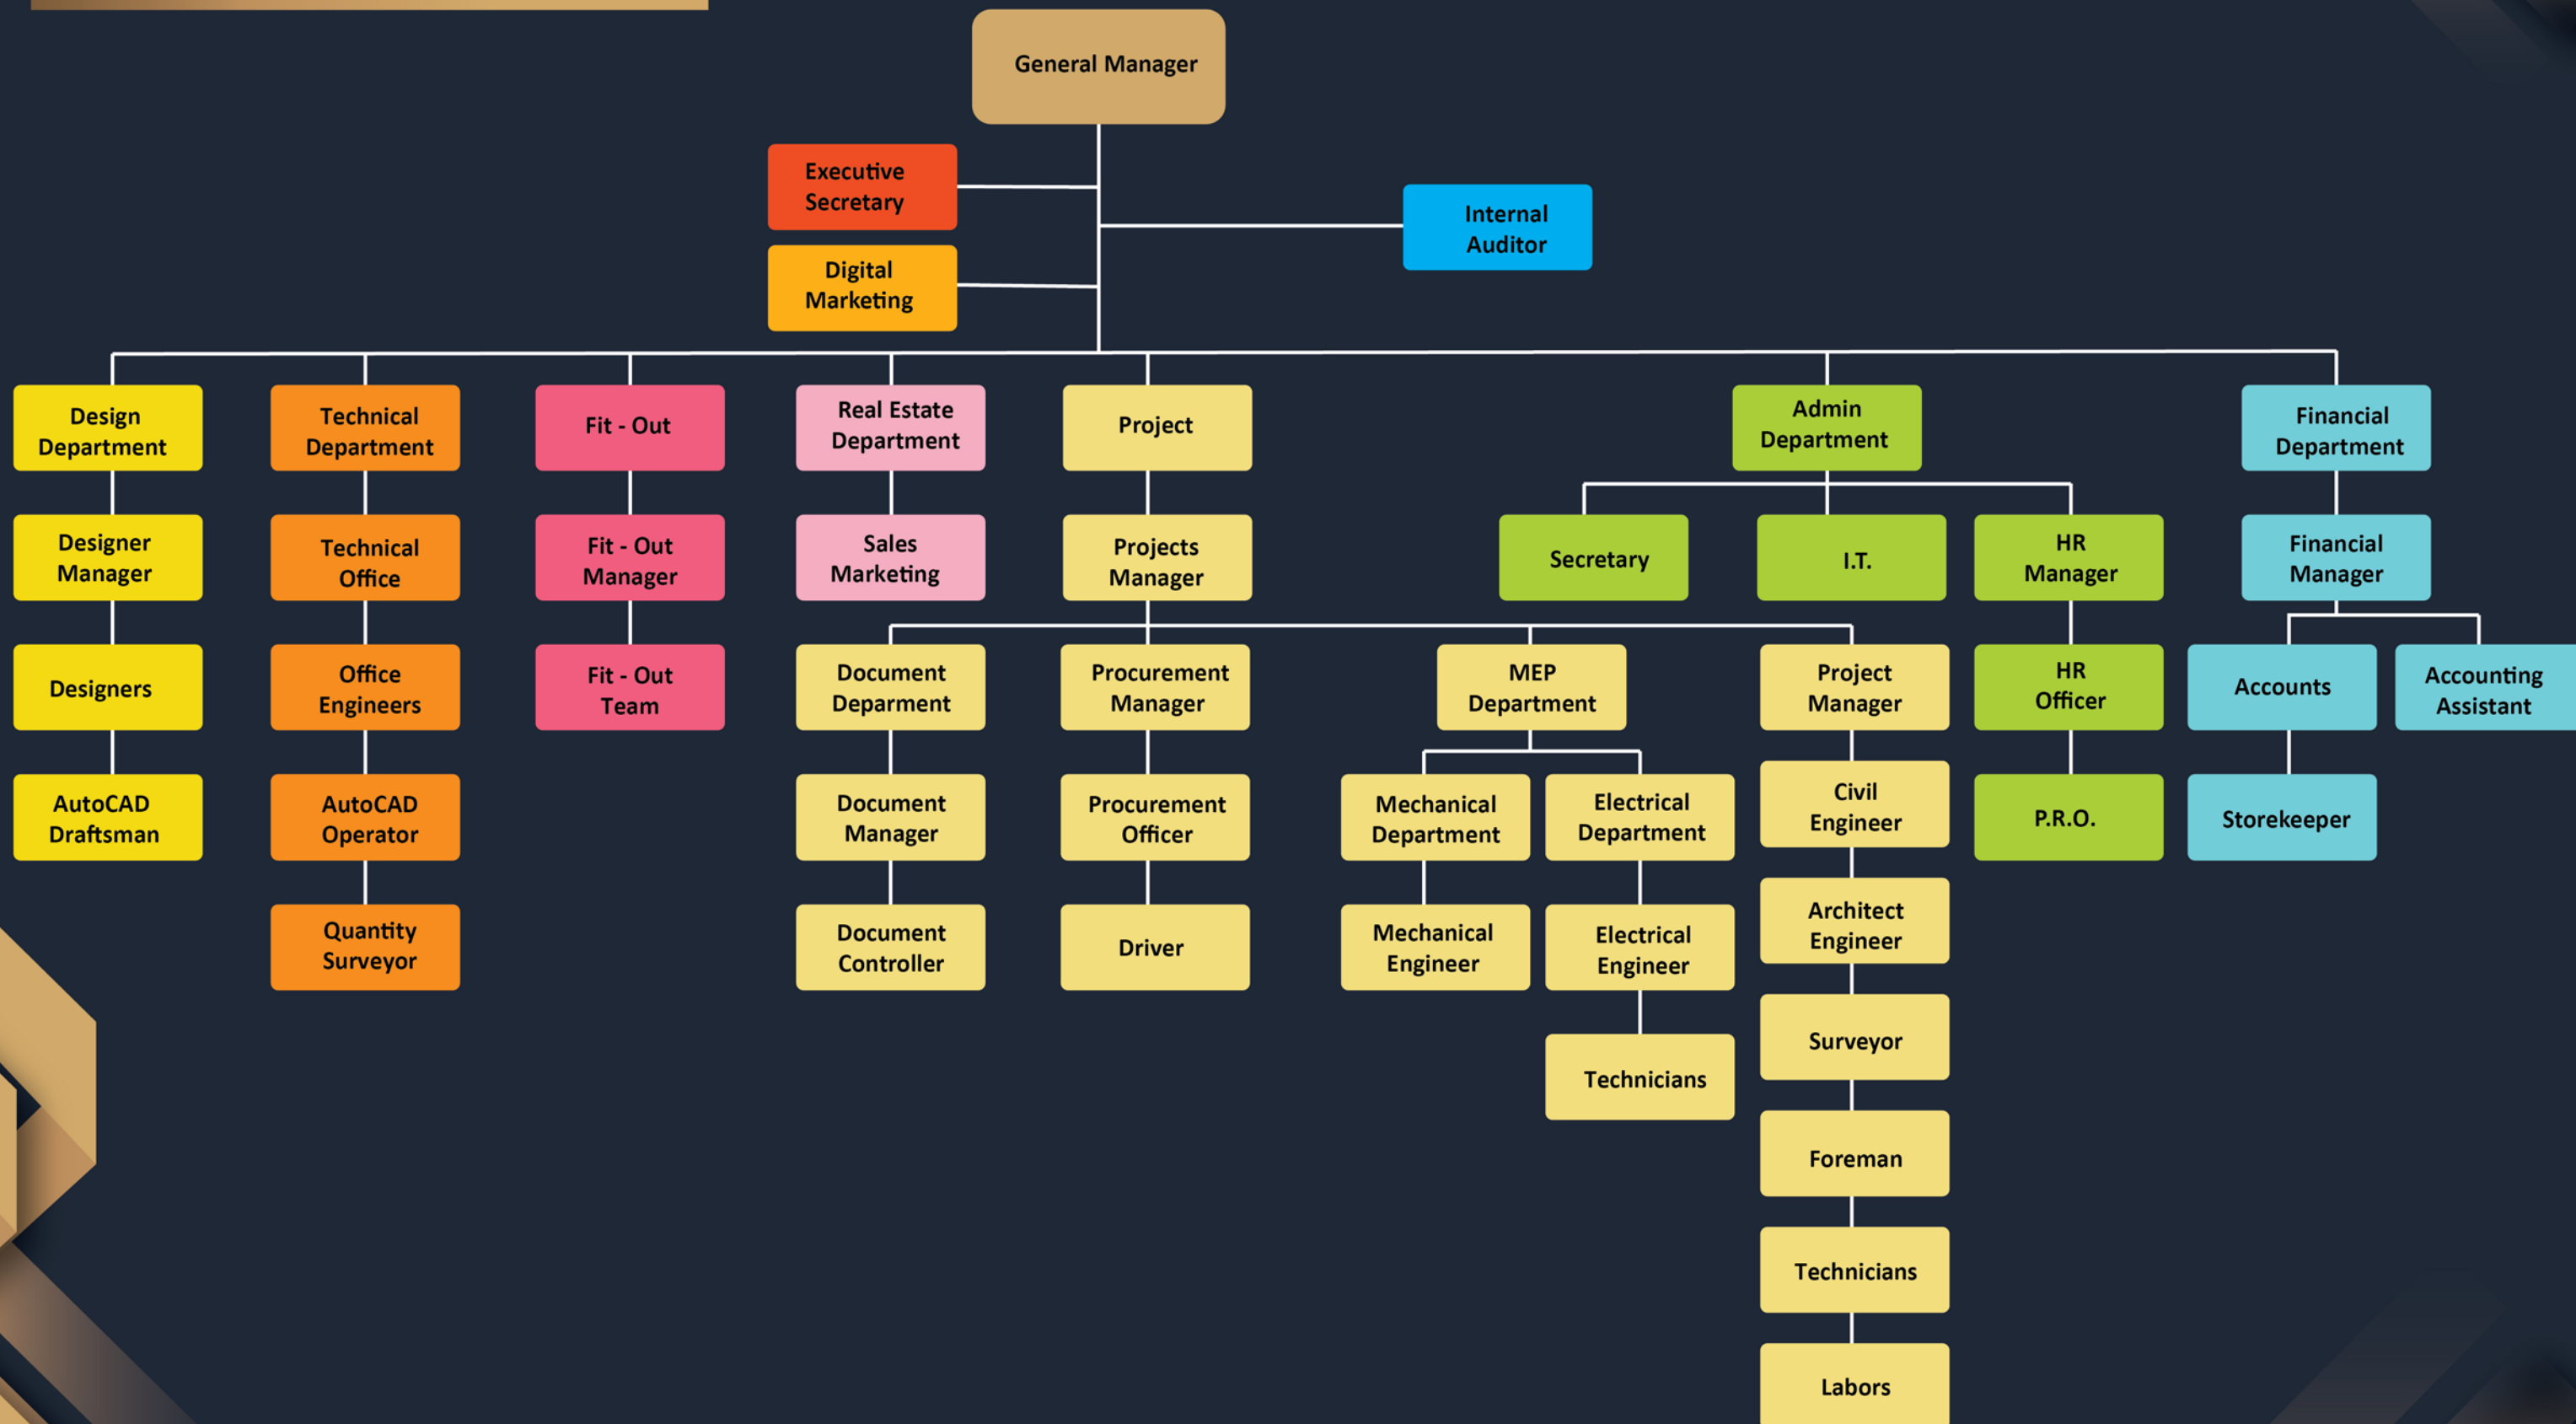 General Manager
Executive
Secretary
Internal
Auditor
Digital
Marketing
Design
Department
Technical
Department
Fit - Out
Real Estate
Department
Project
Admin
Department
Financial
Department
Designer
Manager
Technical
Office
Fit - Out
Manager
Sales
Marketing
Projects
Manager
Secretary
I.T.
HR
Manager
Financial
Manager
Designers
Office
Engineers
Fit - Out
Team
Document
Deparment
Procurement
Manager
MEP
Department
Project
Manager
HR
Officer
Accounts
Accounting
Assistant
AutoCAD
Draftsman
AutoCAD
Operator
Document
Manager
Procurement
Officer
Mechanical
Department
Electrical
Department
Civil
Engineer
P.R.O.
Storekeeper
Quantity
Surveyor
Document
Controller
Driver
Mechanical
Engineer
Electrical
Engineer
Architect
Engineer
Technicians
Surveyor
Foreman
Technicians
Labors